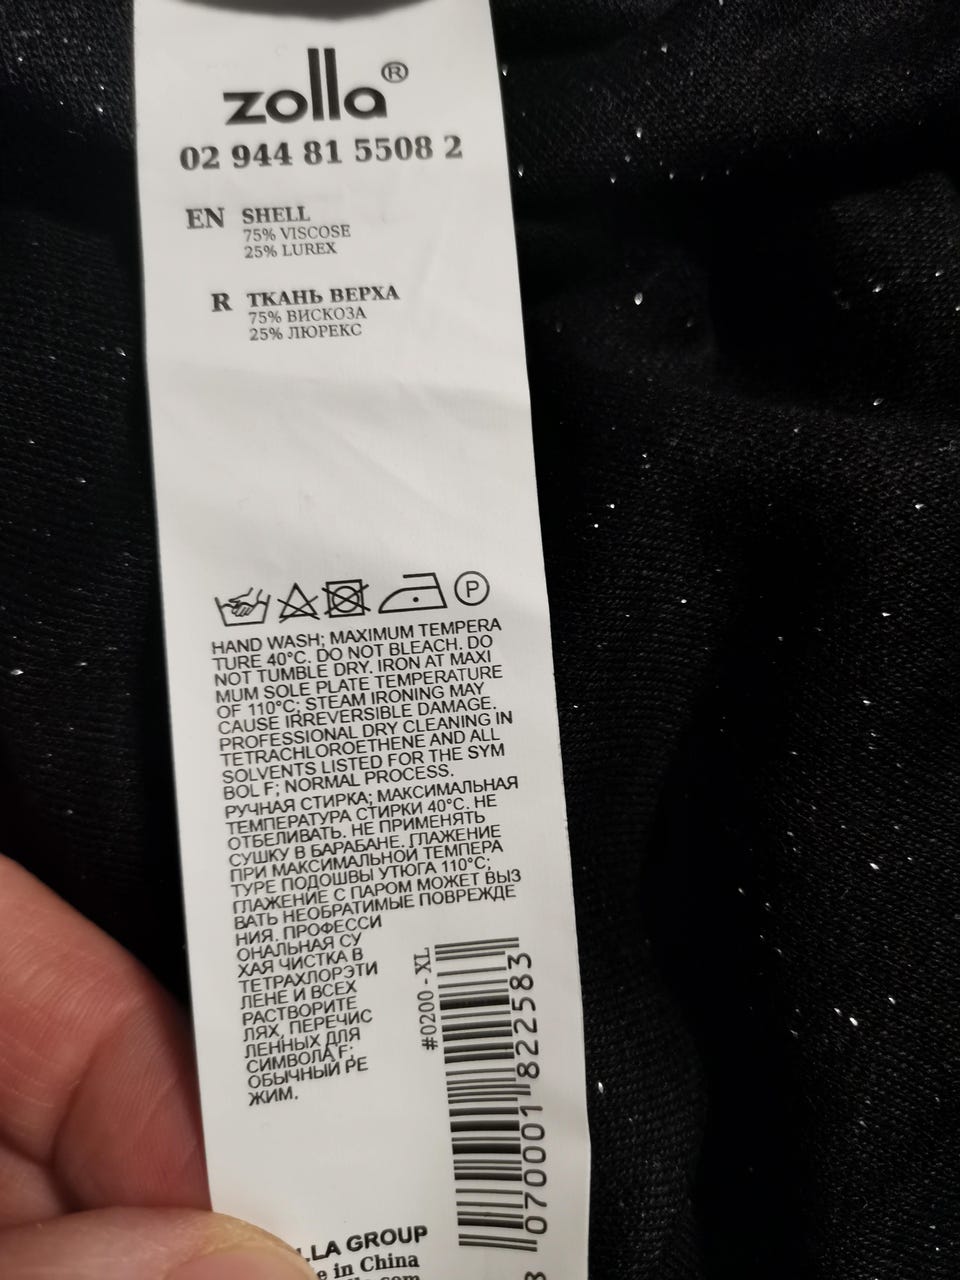 zolla®
02 944 81 5508 2
EN SHELL
75% VISCOSE
25% LUREX
R ТКАНЬ ВЕРХА
75% ВИСКОЗА
25% ЛЮРЕКС
P
HAND WASH; MAXIMUM TEMPERA
TURE 40°C. DO NOT BLEACH. DO
NOT TUMBLE DRY. IRON AT MAXI
MUM SOLE PLATE TEMPERATURE
OF 110°C; STEAM IRONING MAY
CAUSE IRREVERSIBLE DAMAGE.
PROFESSIONAL DRY CLEANING IN
TETRACHLOROETHENE AND ALL
SOLVENTS LISTED FOR THE SYM
BOL F; NORMAL PROCESS.
РУЧНАЯ СТИРКА; МАКСИМАЛЬНАЯ
ТЕМПЕРАТУРА СТИРКИ 40°C. НЕ
ОТБЕЛИВАТЬ. НЕ ПРИМЕНЯТЬ
СУШКУ В БАРАБАНЕ. ГЛАЖЕНИЕ
ПРИ МАКСИМАЛЬНОЙ ТЕМПЕРА
ТУРЕ ПОДОШВЫ УТЮГА 110°C;
ГЛАЖЕНИЕ С ПАРОМ МОЖЕТ ВЫЗ
ВАТЬ НЕОБРАТИМЫЕ ПОВРЕЖДЕ
НИЯ. ПРОФЕССИ
ОНАЛЬНАЯ СУ
ХАЯ ЧИСТКА В
ТЕТРАХЛОРЭТИ
ЛЕНЕ И ВСЕХ
РАСТВОРИТЕ
ЛЯХ, ПЕРЕЧИС
ЛЕННЫХ ДЛЯ
СИМВОЛА F;
ОБЫЧНЫЙ РЕ
ЖИМ.
#0200 - XL
0700001822583
LLA GROUP
e in China